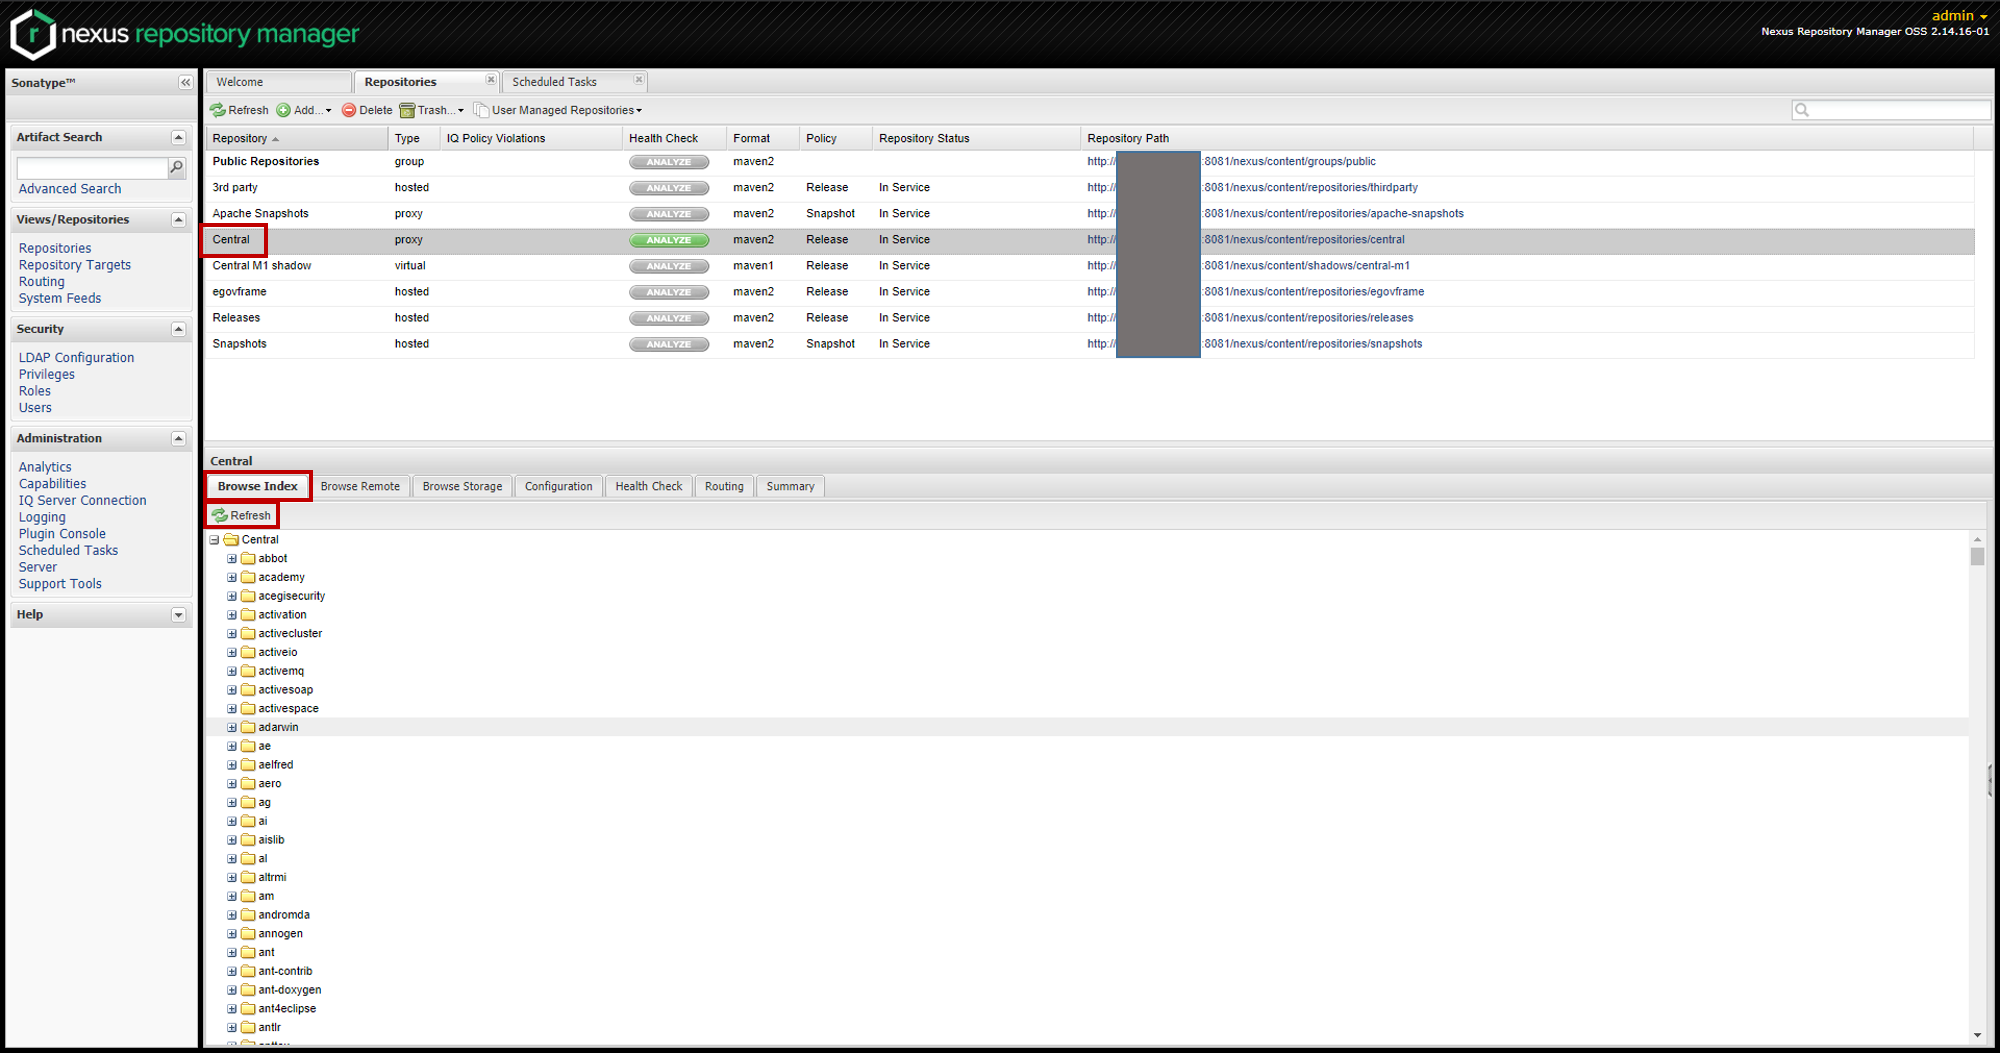 nexus repository manager
admin
Nexus Repository Manager OSS 2.14.16-01
Sonatype™
Artifact Search
Advanced Search
Views/Repositories
Repositories
Repository Targets
Routing
System Feeds
Security
LDAP Configuration
Privileges
Roles
Users
Administration
Analytics
Capabilities
IQ Server Connection
Logging
Plugin Console
Scheduled Tasks
Server
Support Tools
Help
Welcome Repositories Scheduled Tasks
Refresh Add... Delete Trash... User Managed Repositories
Repository Type IQ Policy Violations Health Check Format Policy Repository Status Repository Path
Public Repositories group ANALYZE maven2 http:// :8081/nexus/content/groups/public
3rd party hosted ANALYZE maven2 Release In Service http:// :8081/nexus/content/repositories/thirdparty
Apache Snapshots proxy ANALYZE maven2 Snapshot In Service http:// :8081/nexus/content/repositories/apache-snapshots
Central proxy ANALYZE maven2 Release In Service http:// :8081/nexus/content/repositories/central
Central M1 shadow virtual ANALYZE maven1 Release In Service http:// :8081/nexus/content/shadows/central-m1
egovframe hosted ANALYZE maven2 Release In Service http:// :8081/nexus/content/repositories/egovframe
Releases hosted ANALYZE maven2 Release In Service http:// :8081/nexus/content/repositories/releases
Snapshots hosted ANALYZE maven2 Snapshot In Service http:// :8081/nexus/content/repositories/snapshots
Central
Browse Index Browse Remote Browse Storage Configuration Health Check Routing Summary
Refresh
Central
abbot
academy
acegisecurity
activation
activecluster
activeio
activemq
activesoap
activespace
adarwin
ae
aelfred
aero
ag
ai
aislib
al
altrmi
am
andromda
annogen
ant
ant-contrib
ant-doxygen
ant4eclipse
antlr